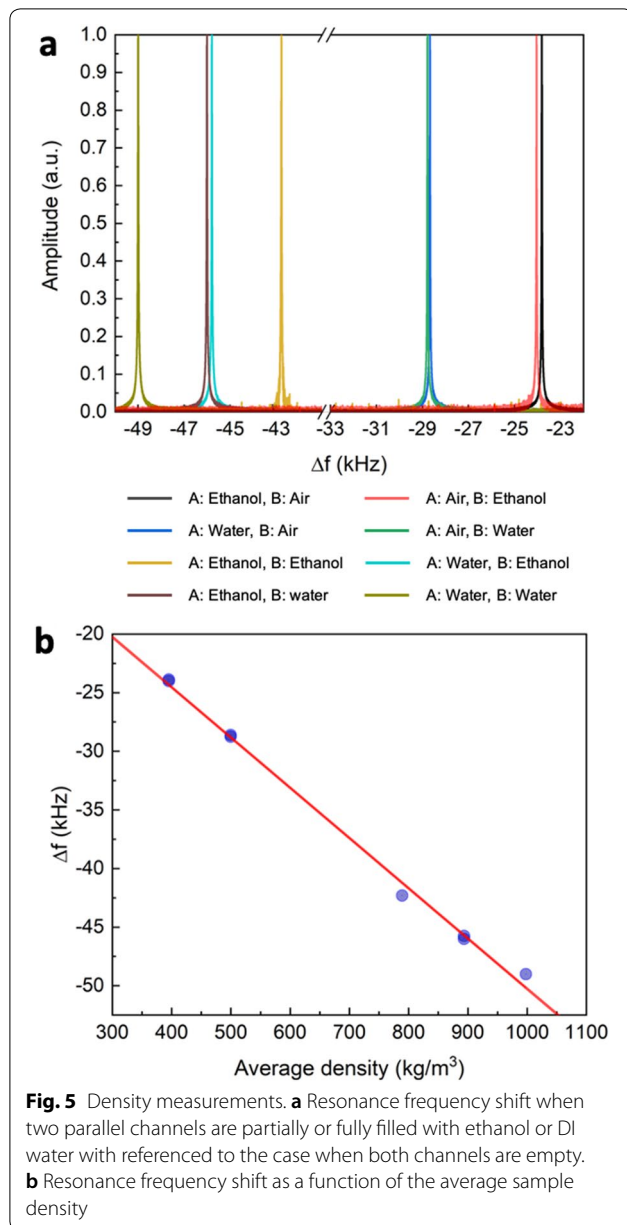 a
1.0
0.9
0.8
0.7
0.6
0.5
0.4
0.3
0.2
0.1
0.0
Amplitude (a.u.)
-49 -47 -45 -43 -33 -31 -29 -27 -25 -23
Δf (kHz)
A: Ethanol, B: Air A: Air, B: Ethanol
A: Water, B: Air A: Air, B: Water
A: Ethanol, B: Ethanol A: Water, B: Ethanol
A: Ethanol, B: water A: Water, B: Water
b
-20
-25
-30
-35
-40
-45
-50
Δf (kHz)
300 400 500 600 700 800 900 1000 1100
Average density (kg/m³)
Fig. 5 Density measurements. a Resonance frequency shift when
two parallel channels are partially or fully filled with ethanol or DI
water with referenced to the case when both channels are empty.
b Resonance frequency shift as a function of the average sample
density